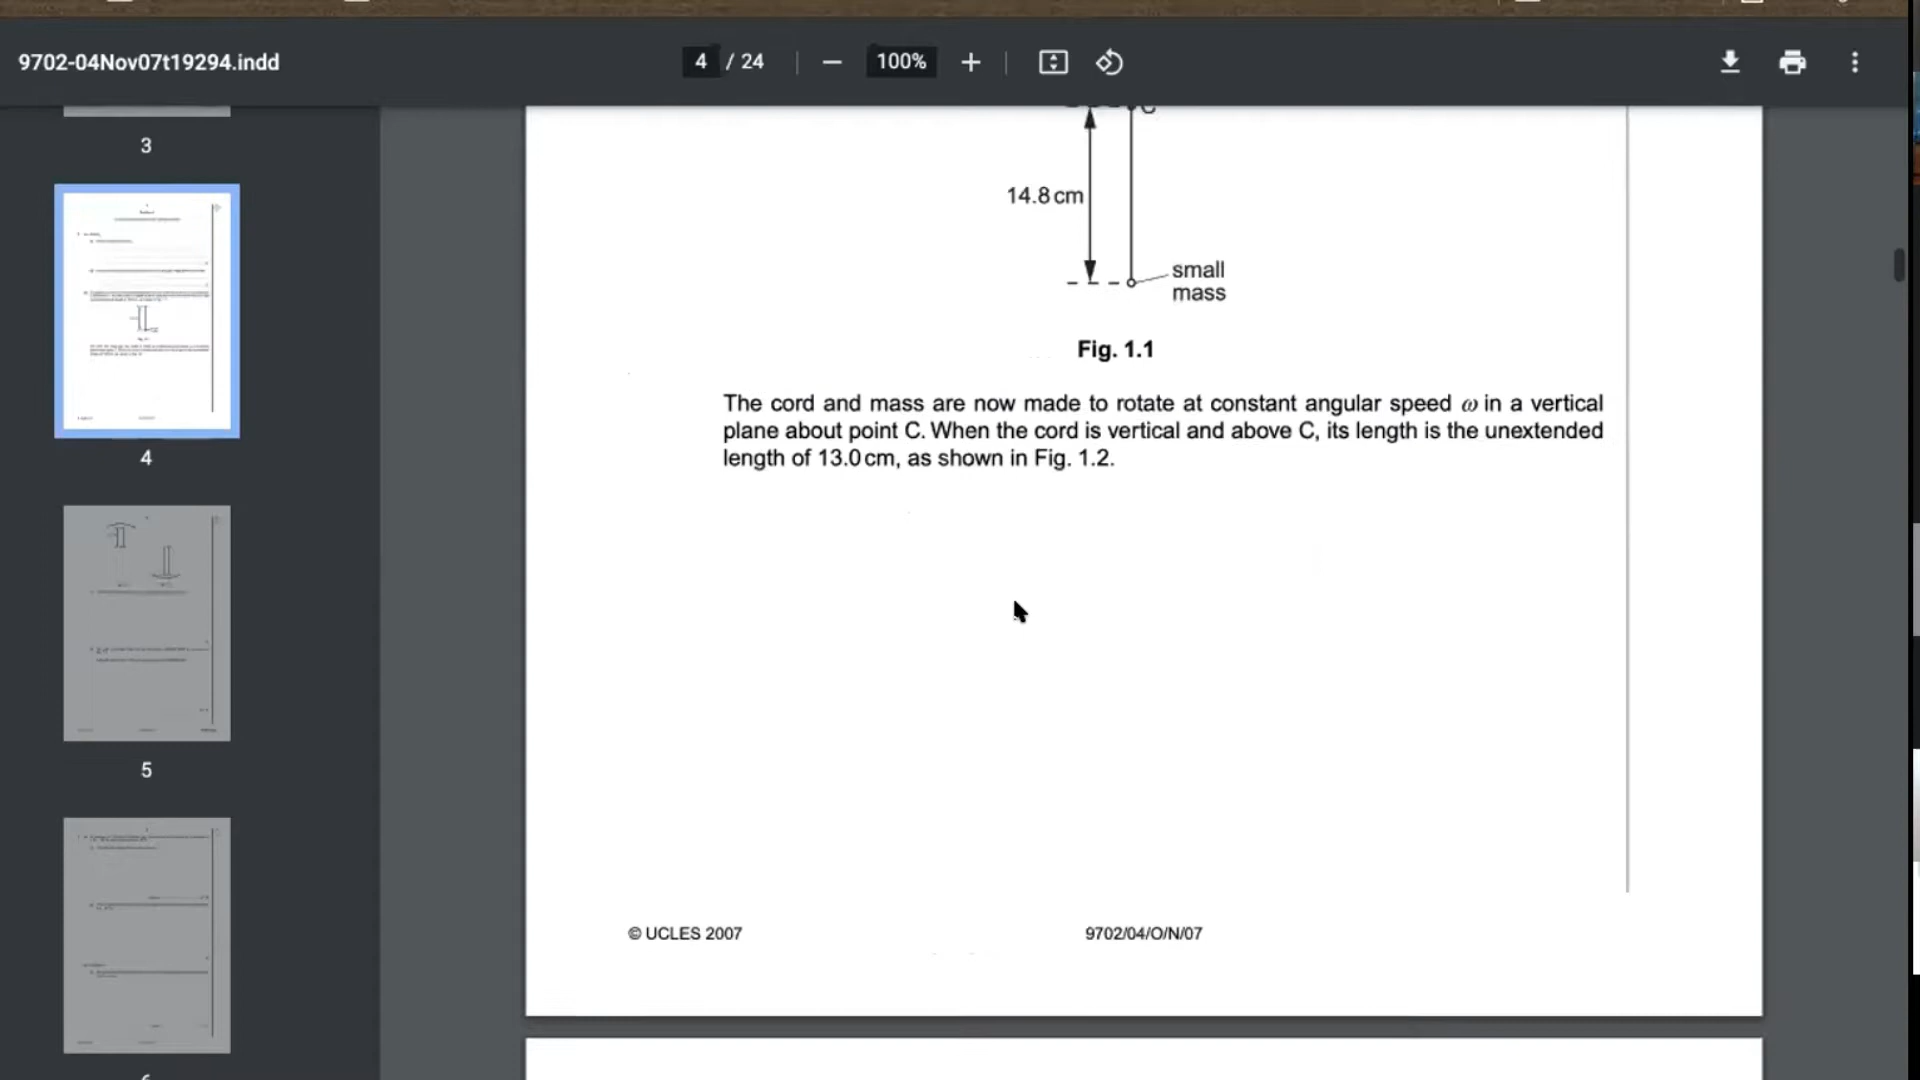 9702-04Nov07t19294.indd
4 / 24
100%
3
4
5
C
14.8 cm
small
mass
Fig. 1.1
The cord and mass are now made to rotate at constant angular speed ω in a vertical
plane about point C. When the cord is vertical and above C, its length is the unextended
length of 13.0 cm, as shown in Fig. 1.2.
© UCLES 2007
9702/04/O/N/07